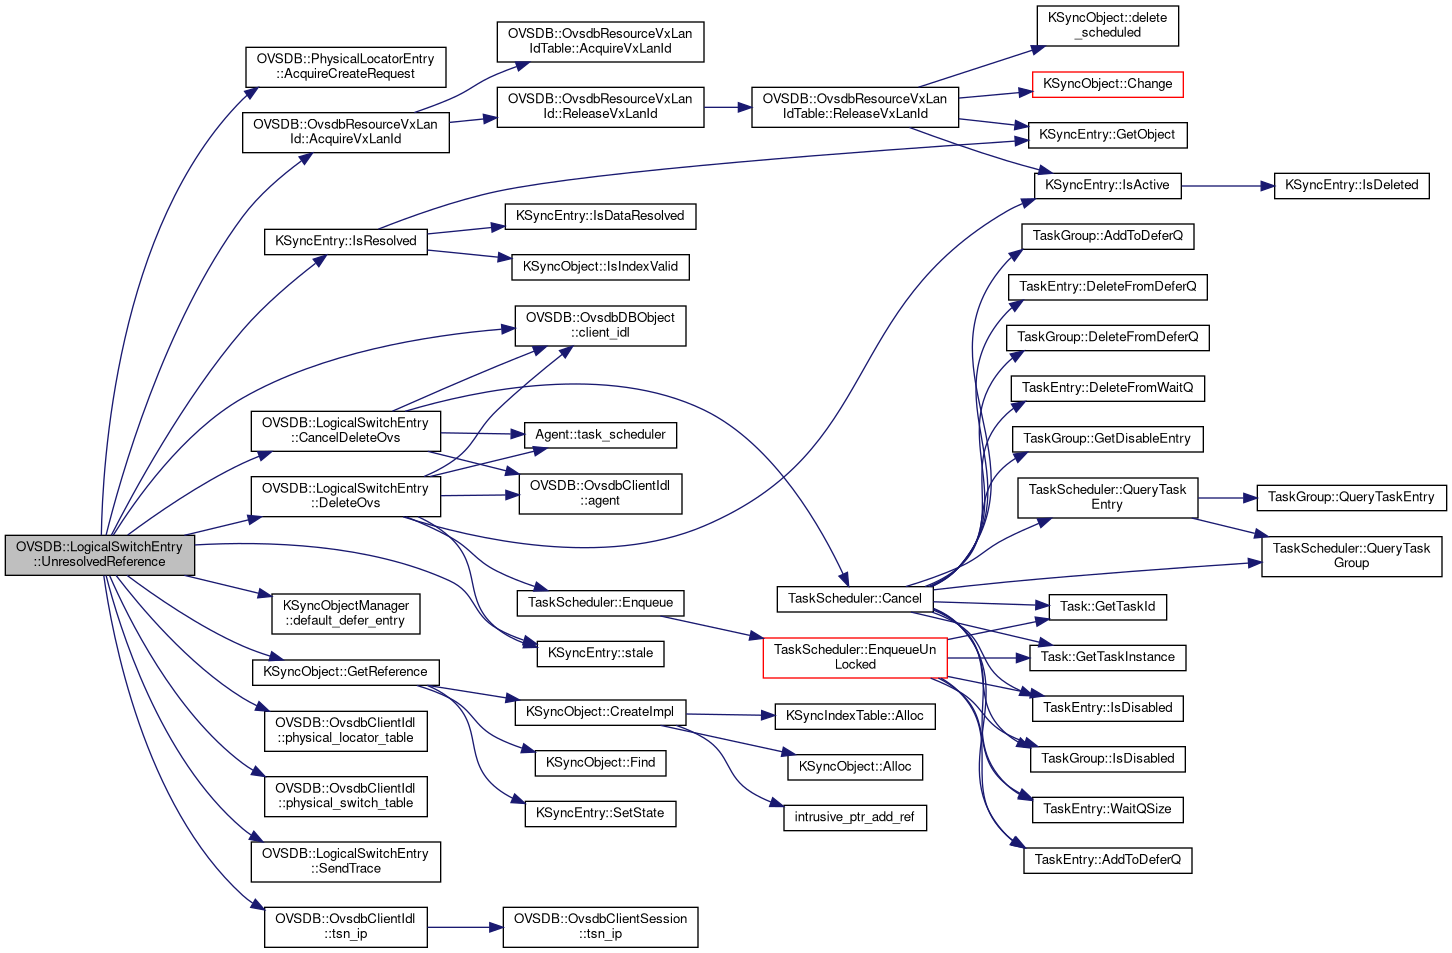 OVSDB::LogicalSwitchEntry
::UnresolvedReference
OVSDB::PhysicalLocatorEntry
::AcquireCreateRequest
OVSDB::OvsdbResourceVxLan
Id::AcquireVxLanId
KSyncEntry::IsResolved
OVSDB::LogicalSwitchEntry
::CancelDeleteOvs
OVSDB::LogicalSwitchEntry
::DeleteOvs
KSyncObjectManager
::default_defer_entry
KSyncObject::GetReference
OVSDB::OvsdbClientIdl
::physical_locator_table
OVSDB::OvsdbClientIdl
::physical_switch_table
OVSDB::LogicalSwitchEntry
::SendTrace
OVSDB::OvsdbClientIdl
::tsn_ip
OVSDB::OvsdbResourceVxLan
IdTable::AcquireVxLanId
OVSDB::OvsdbResourceVxLan
Id::ReleaseVxLanId
KSyncEntry::IsDataResolved
KSyncObject::IsIndexValid
OVSDB::OvsdbDBObject
::client_idl
Agent::task_scheduler
OVSDB::OvsdbClientIdl
::agent
TaskScheduler::Enqueue
KSyncEntry::stale
KSyncObject::CreateImpl
KSyncObject::Find
KSyncEntry::SetState
OVSDB::OvsdbClientSession
::tsn_ip
OVSDB::OvsdbResourceVxLan
IdTable::ReleaseVxLanId
TaskScheduler::Cancel
TaskScheduler::EnqueueUn
Locked
KSyncIndexTable::Alloc
KSyncObject::Alloc
intrusive_ptr_add_ref
KSyncObject::delete
_scheduled
KSyncObject::Change
KSyncEntry::GetObject
KSyncEntry::IsActive
TaskGroup::AddToDeferQ
TaskEntry::DeleteFromDeferQ
TaskGroup::DeleteFromDeferQ
TaskEntry::DeleteFromWaitQ
TaskGroup::GetDisableEntry
TaskScheduler::QueryTask
Entry
Task::GetTaskId
Task::GetTaskInstance
TaskEntry::IsDisabled
TaskGroup::IsDisabled
TaskEntry::WaitQSize
TaskEntry::AddToDeferQ
KSyncEntry::IsDeleted
TaskGroup::QueryTaskEntry
TaskScheduler::QueryTask
Group